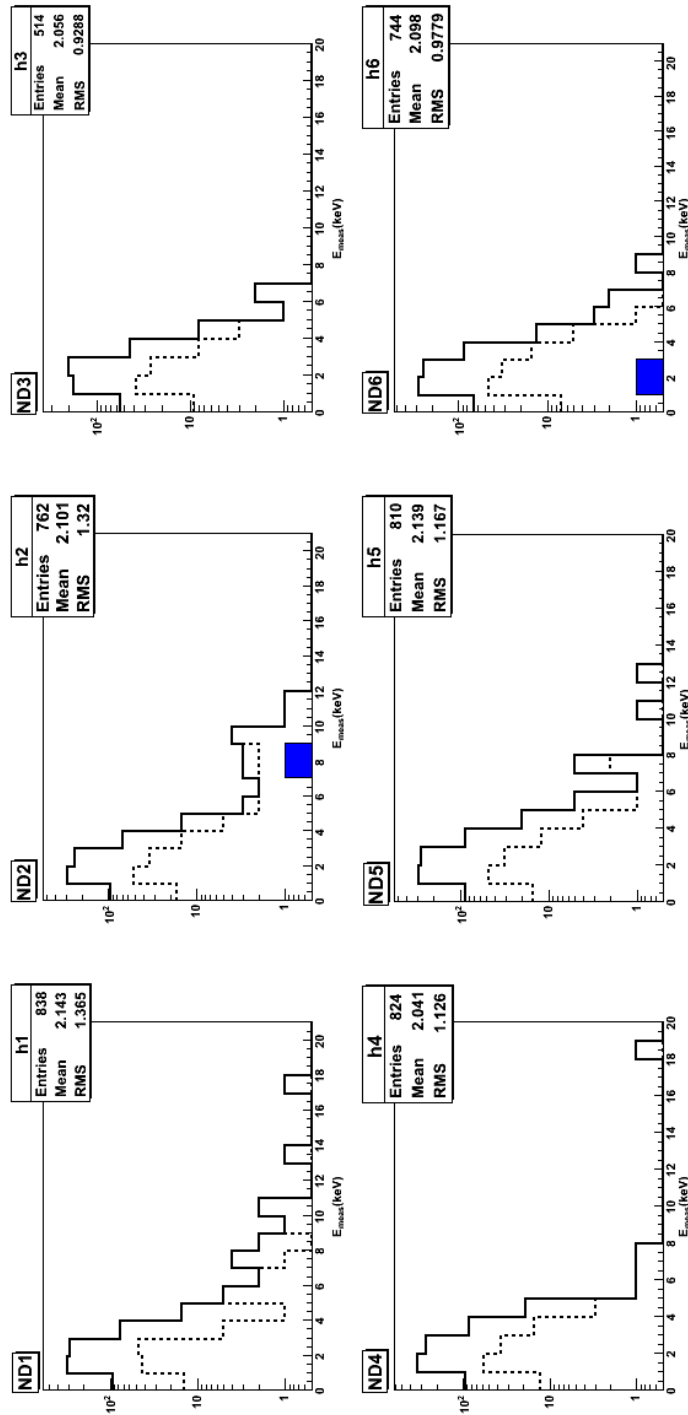 ND1
h1
Entries 838
Mean 2.143
RMS 1.365
10²
10
1
0 2 4 6 8 10 12 14 16 18 20
E_meas(keV)
ND2
h2
Entries 762
Mean 2.101
RMS 1.32
10²
10
1
0 2 4 6 8 10 12 14 16 18 20
E_meas(keV)
ND3
h3
Entries 514
Mean 2.056
RMS 0.9288
10²
10
1
0 2 4 6 8 10 12 14 16 18 20
E_meas(keV)
ND4
h4
Entries 824
Mean 2.041
RMS 1.126
10²
10
1
0 2 4 6 8 10 12 14 16 18 20
E_meas(keV)
ND5
h5
Entries 810
Mean 2.139
RMS 1.167
10²
10
1
0 2 4 6 8 10 12 14 16 18 20
E_meas(keV)
ND6
h6
Entries 744
Mean 2.098
RMS 0.9779
10²
10
1
0 2 4 6 8 10 12 14 16 18 20
E_meas(keV)